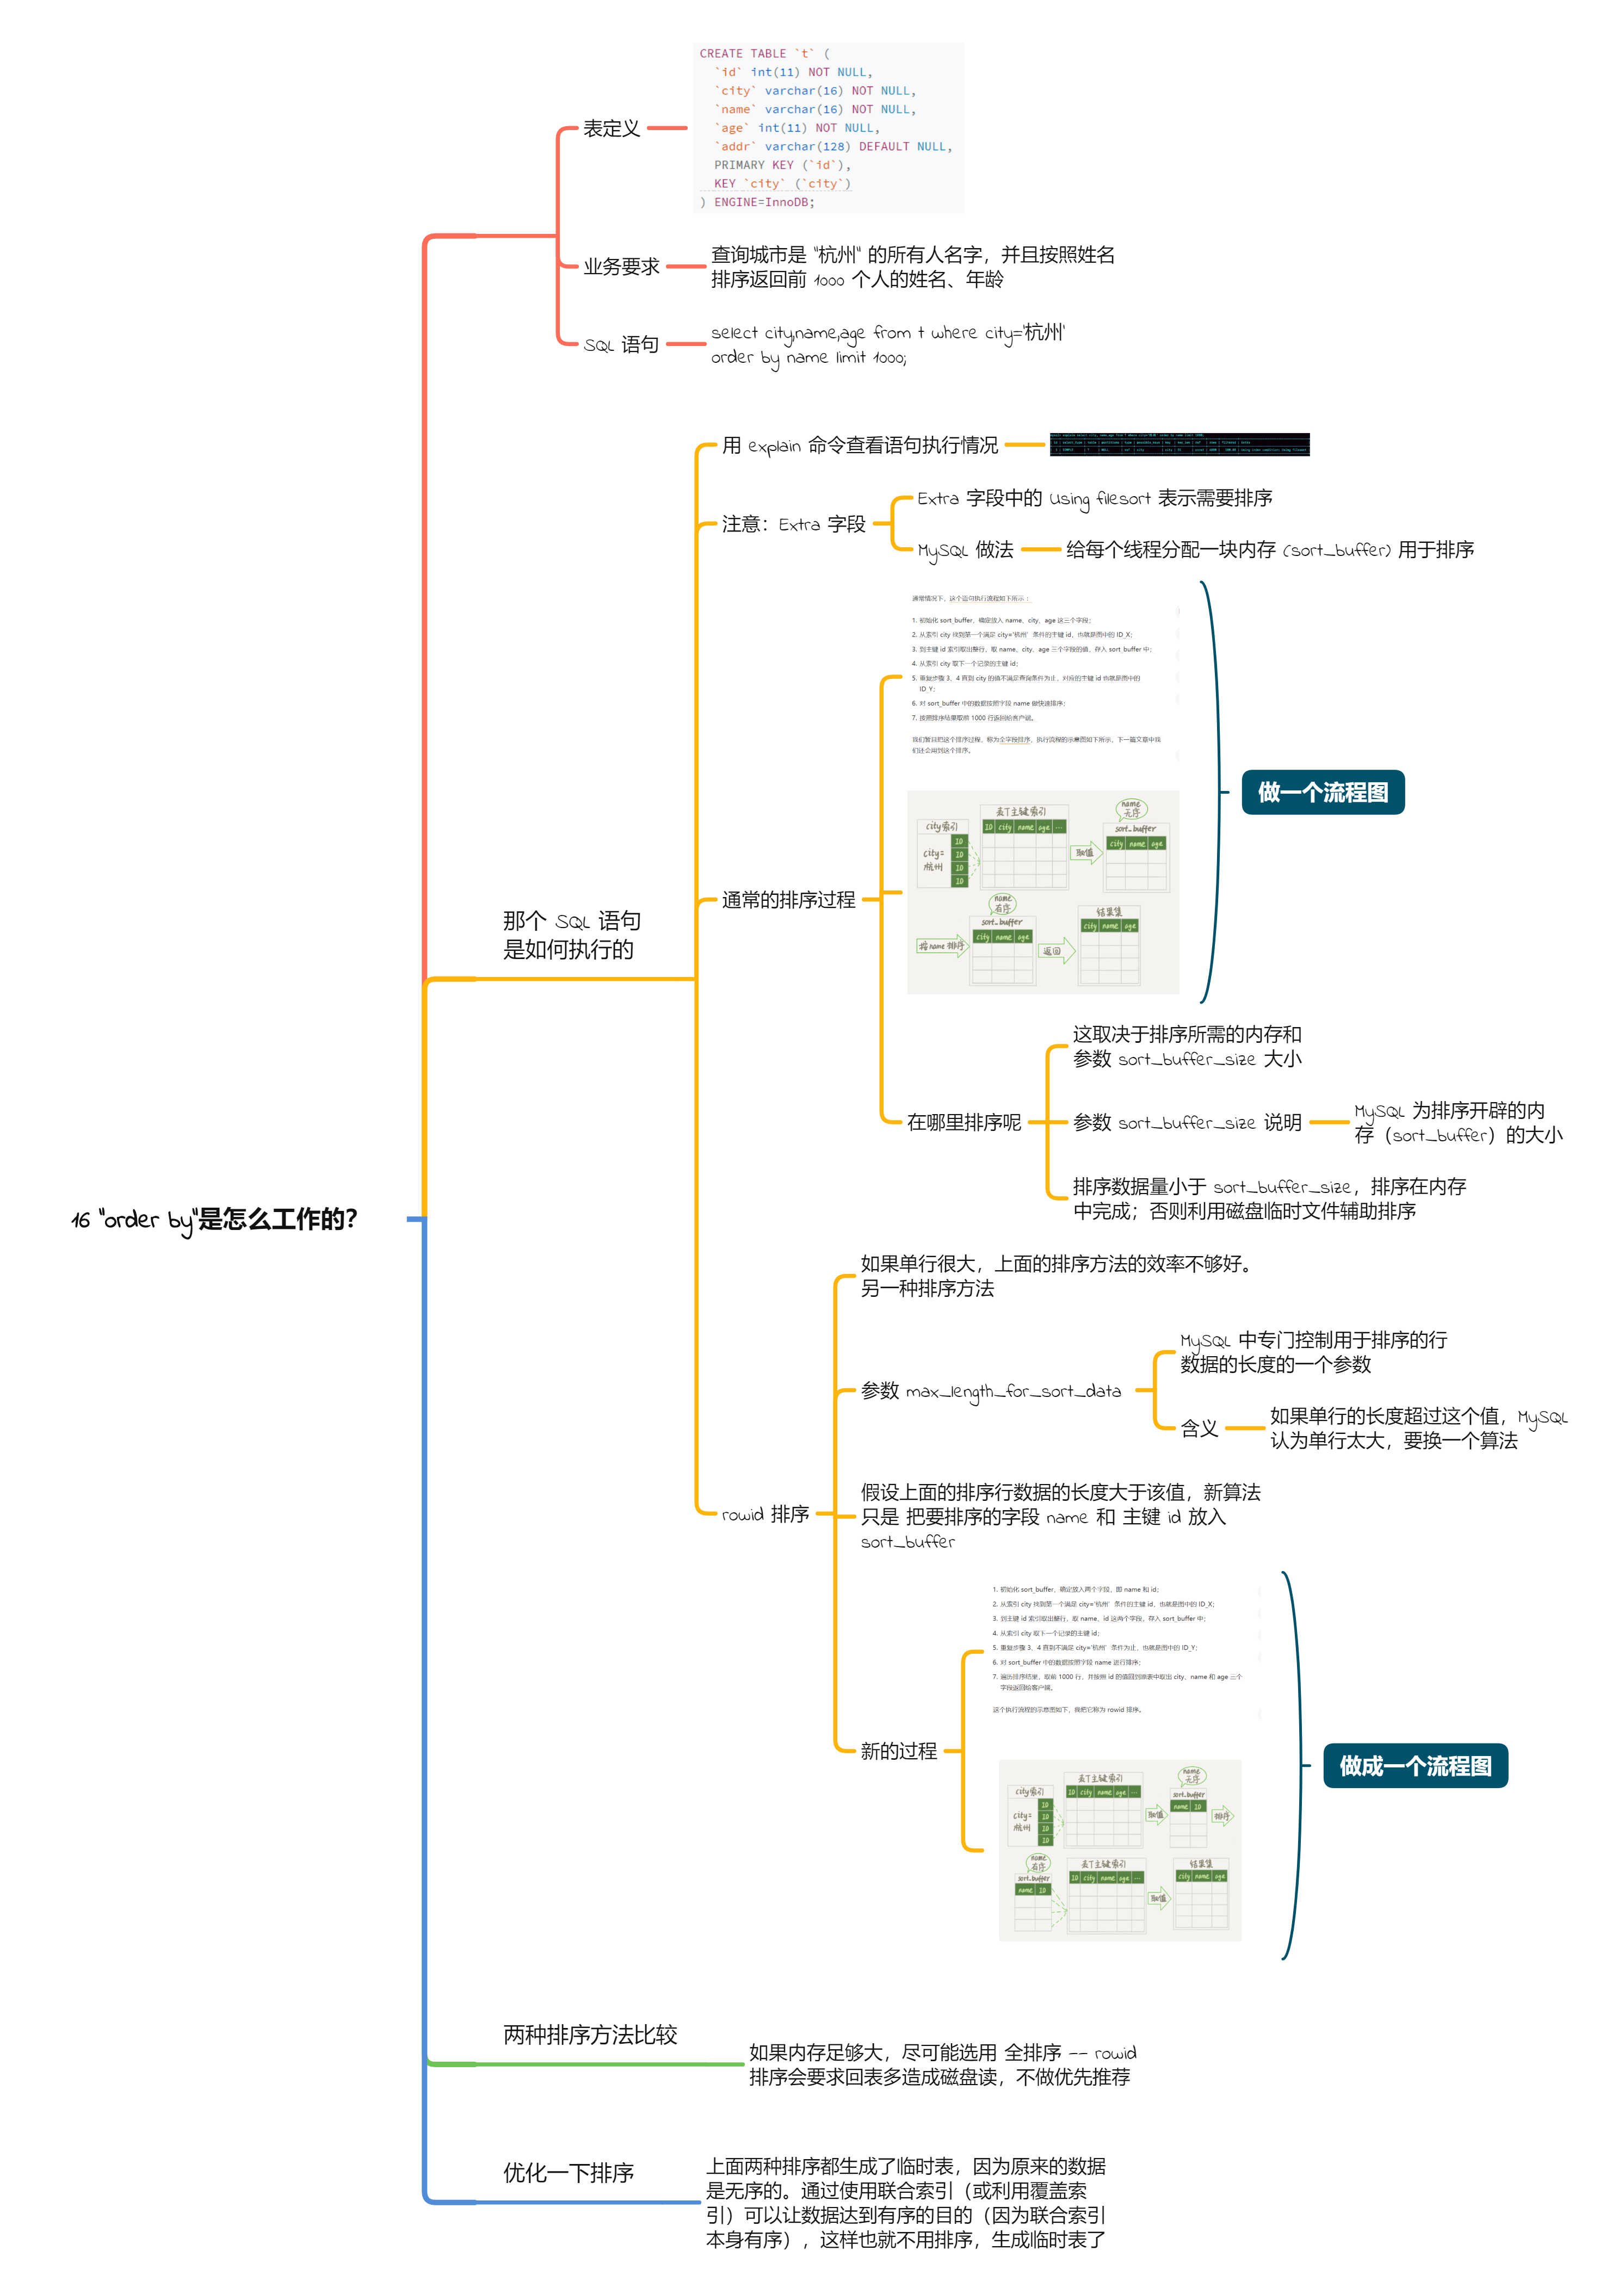 CREATE TABLE `t` (
`id` int(11) NOT NULL,
`city` varchar(16) NOT NULL,
`name` varchar(16) NOT NULL,
`age` int(11) NOT NULL,
`addr` varchar(128) DEFAULT NULL,
PRIMARY KEY (`id`),
KEY `city` (`city`)
) ENGINE=InnoDB;
表定义
业务要求
查询城市是 "杭州" 的所有人名字，并且按照姓名
排序返回前 1000 个人的姓名、年龄
SQL 语句
select city,name,age from t where city='杭州'
order by name limit 1000;
用 explain 命令查看语句执行情况
注意：Extra 字段
Extra 字段中的 Using filesort 表示需要排序
MySQL 做法
给每个线程分配一块内存 (sort_buffer) 用于排序
通常情况下，这个语句执行流程如下所示：
1. 初始化 sort_buffer，确定放入 name、city、age 这三个字段；
2. 从索引 city 找到第一个满足 city='杭州' 条件的主键 id，也就是图中的 ID_X；
3. 到主键 id 索引取出整行，取 name、city、age 三个字段的值，存入 sort_buffer 中；
4. 从索引 city 取下一个记录的主键 id；
5. 重复步骤 3、4 直到 city 的值不满足查询条件为止，对应的主键 id 也就是图中的
ID_Y；
6. 对 sort_buffer 中的数据按照字段 name 做快速排序；
7. 按照排序结果取前 1000 行返回给客户端。
我们暂且把这个排序过程，称为全字段排序，执行流程的示意图如下所示，下一篇文章中我
们还会用到这个排序。
做一个流程图
city索引
city=
杭州
ID
ID
ID
ID
表T主键索引
ID city name age ...
取值
name
无序
sort_buffer
city name age
按name排序
name
有序
sort_buffer
city name age
返回
结果集
city name age
通常的排序过程
那个 SQL 语句
是如何执行的
在哪里排序呢
这取决于排序所需的内存和
参数 sort_buffer_size 大小
参数 sort_buffer_size 说明
MySQL 为排序开辟的内
存（sort_buffer）的大小
排序数据量小于 sort_buffer_size，排序在内存
中完成；否则利用磁盘临时文件辅助排序
16 "order by"是怎么工作的？
如果单行很大，上面的排序方法的效率不够好。
另一种排序方法
参数 max_length_for_sort_data
MySQL 中专门控制用于排序的行
数据的长度的一个参数
含义
如果单行的长度超过这个值，MySQL
认为单行太大，要换一个算法
rowid 排序
假设上面的排序行数据的长度大于该值，新算法
只是 把要排序的字段 name 和 主键 id 放入
sort_buffer
1. 初始化 sort_buffer，确定放入两个字段，即 name 和 id；
2. 从索引 city 找到第一个满足 city='杭州' 条件的主键 id，也就是图中的 ID_X；
3. 到主键 id 索引取出整行，取 name、id 这两个字段，存入 sort_buffer 中；
4. 从索引 city 取下一个记录的主键 id；
5. 重复步骤 3、4 直到不满足 city='杭州' 条件为止，也就是图中的 ID_Y；
6. 对 sort_buffer 中的数据按照字段 name 进行排序；
7. 遍历排序结果，取前 1000 行，并按照 id 的值回到原表中取出 city、name 和 age 三个
字段返回给客户端。
这个执行流程的示意图如下，我把它称为 rowid 排序。
新的过程
做成一个流程图
city索引
city=
杭州
ID
ID
ID
ID
表T主键索引
ID city name age ...
取值
name
无序
sort_buffer
name ID
排序
name
有序
sort_buffer
name ID
表T主键索引
ID city name age ...
取值
结果集
city name age
两种排序方法比较
如果内存足够大，尽可能选用 全排序 -- rowid
排序会要求回表多造成磁盘读，不做优先推荐
优化一下排序
上面两种排序都生成了临时表，因为原来的数据
是无序的。通过使用联合索引（或利用覆盖索
引）可以让数据达到有序的目的（因为联合索引
本身有序），这样也就不用排序，生成临时表了